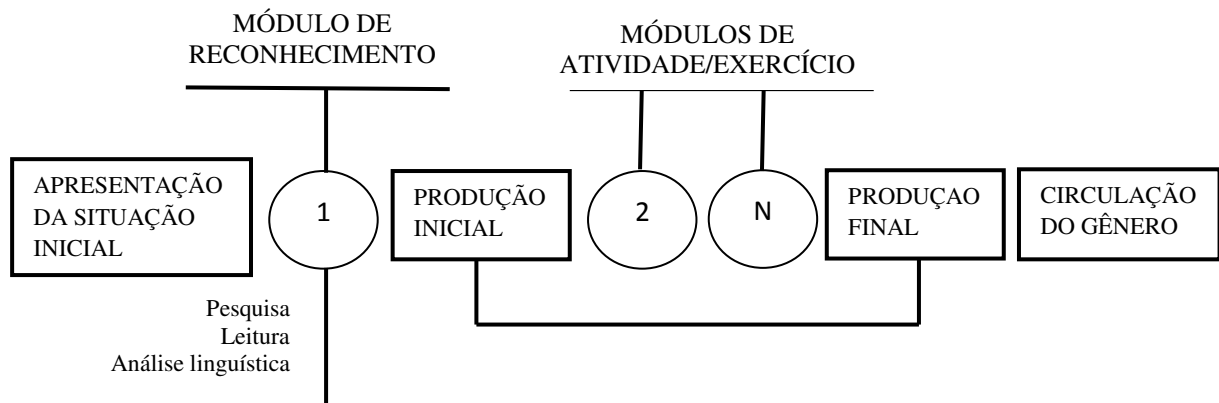 MÓDULO DE
RECONHECIMENTO
MÓDULOS DE
ATIVIDADE/EXERCÍCIO
APRESENTAÇÃO
DA SITUAÇÃO
INICIAL
1
PRODUÇÃO
INICIAL
2
N
PRODUÇAO
FINAL
CIRCULAÇÃO
DO GÊNERO
Pesquisa
Leitura
Análise linguística